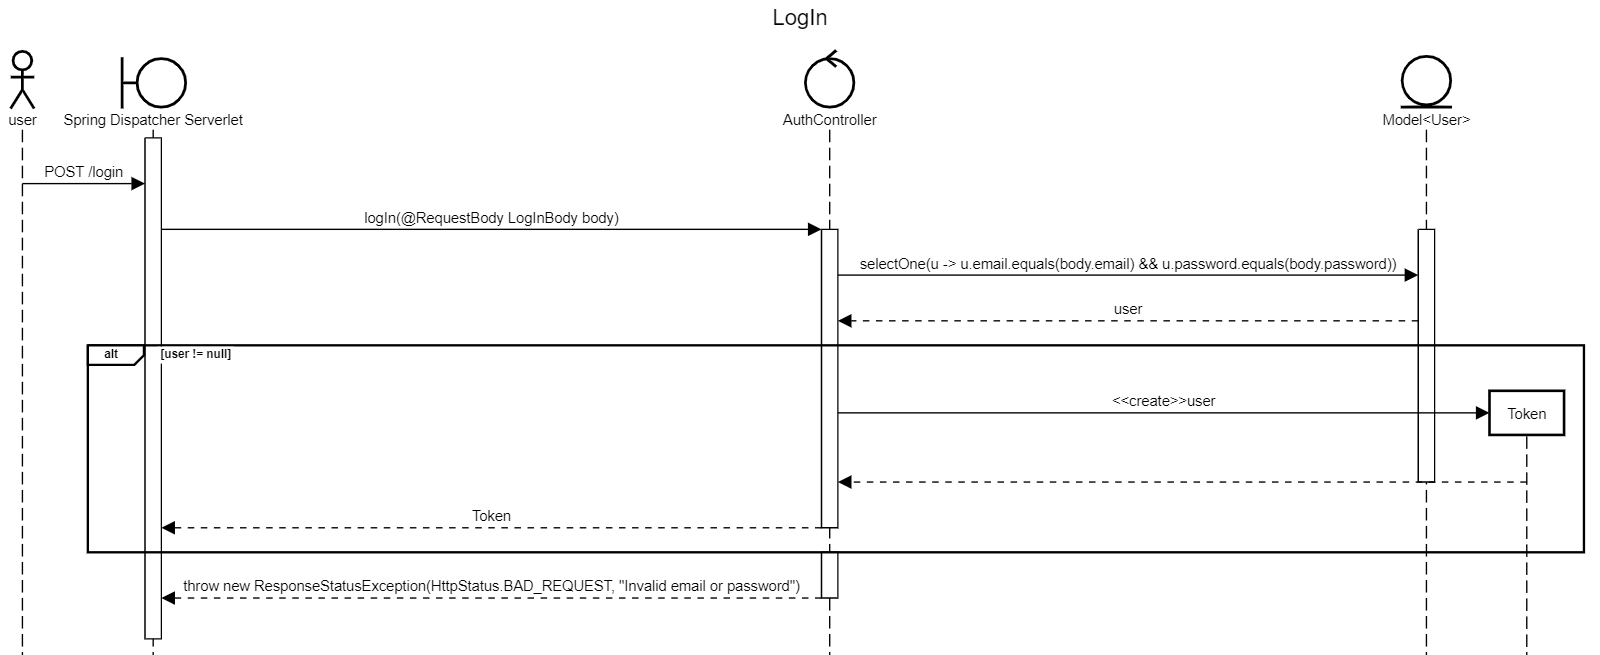 LogIn
user
Spring Dispatcher Serverlet
AuthController
Model<User>
POST /login
logIn(@RequestBody LogInBody body)
selectOne(u -> u.email.equals(body.email) && u.password.equals(body.password))
user
alt
[user != null]
<<create>>user
Token
Token
throw new ResponseStatusException(HttpStatus.BAD_REQUEST, "Invalid email or password")